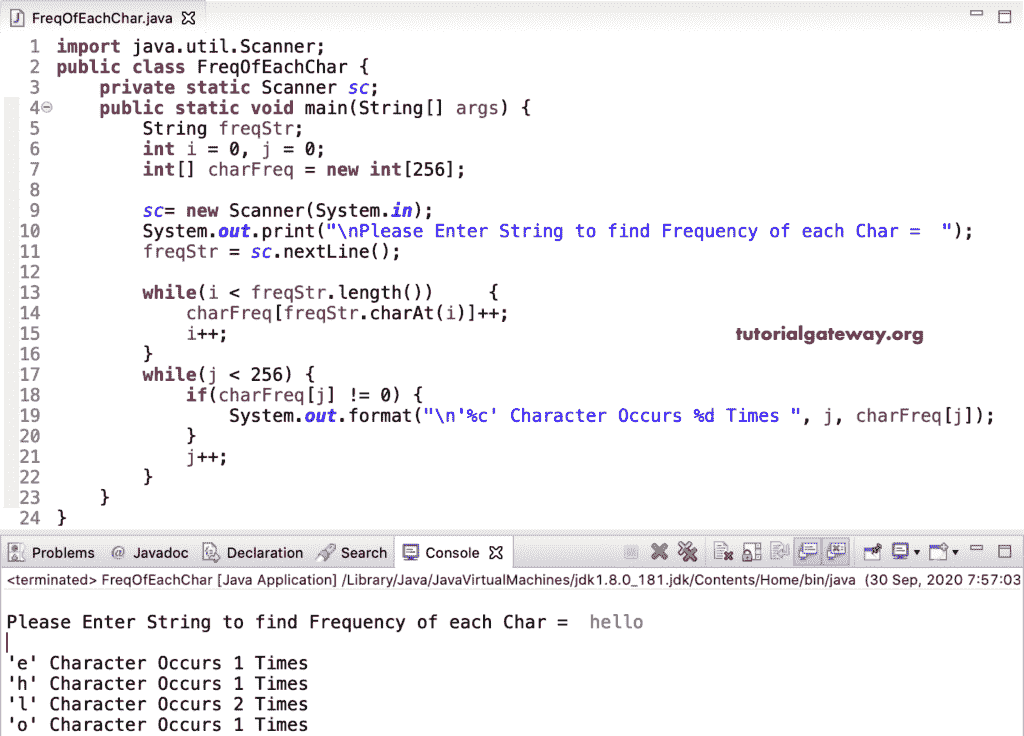 FreqOfEachChar.java
1 import java.util.Scanner;
2 public class FreqOfEachChar {
3 private static Scanner sc;
4 public static void main(String[] args) {
5 String freqStr;
6 int i = 0, j = 0;
7 int[] charFreq = new int[256];
8
9 sc= new Scanner(System.in);
10 System.out.print("\nPlease Enter String to find Frequency of each Char =  ");
11 freqStr = sc.nextLine();
12
13 while(i < freqStr.length())     {
14 charFreq[freqStr.charAt(i)]++;
15 i++;
tutorialgateway.org
16 }
17 while(j < 256) {
18 if(charFreq[j] != 0) {
19 System.out.format("\n'%c' Character Occurs %d Times ", j, charFreq[j]);
20 }
21 j++;
22 }
23 }
24 }
Problems @ Javadoc Declaration Search Console
<terminated> FreqOfEachChar [Java Application] /Library/Java/JavaVirtualMachines/jdk1.8.0_181.jdk/Contents/Home/bin/java (30 Sep, 2020 7:57:03
Please Enter String to find Frequency of each Char =  hello
'e' Character Occurs 1 Times
'h' Character Occurs 1 Times
'l' Character Occurs 2 Times
'o' Character Occurs 1 Times